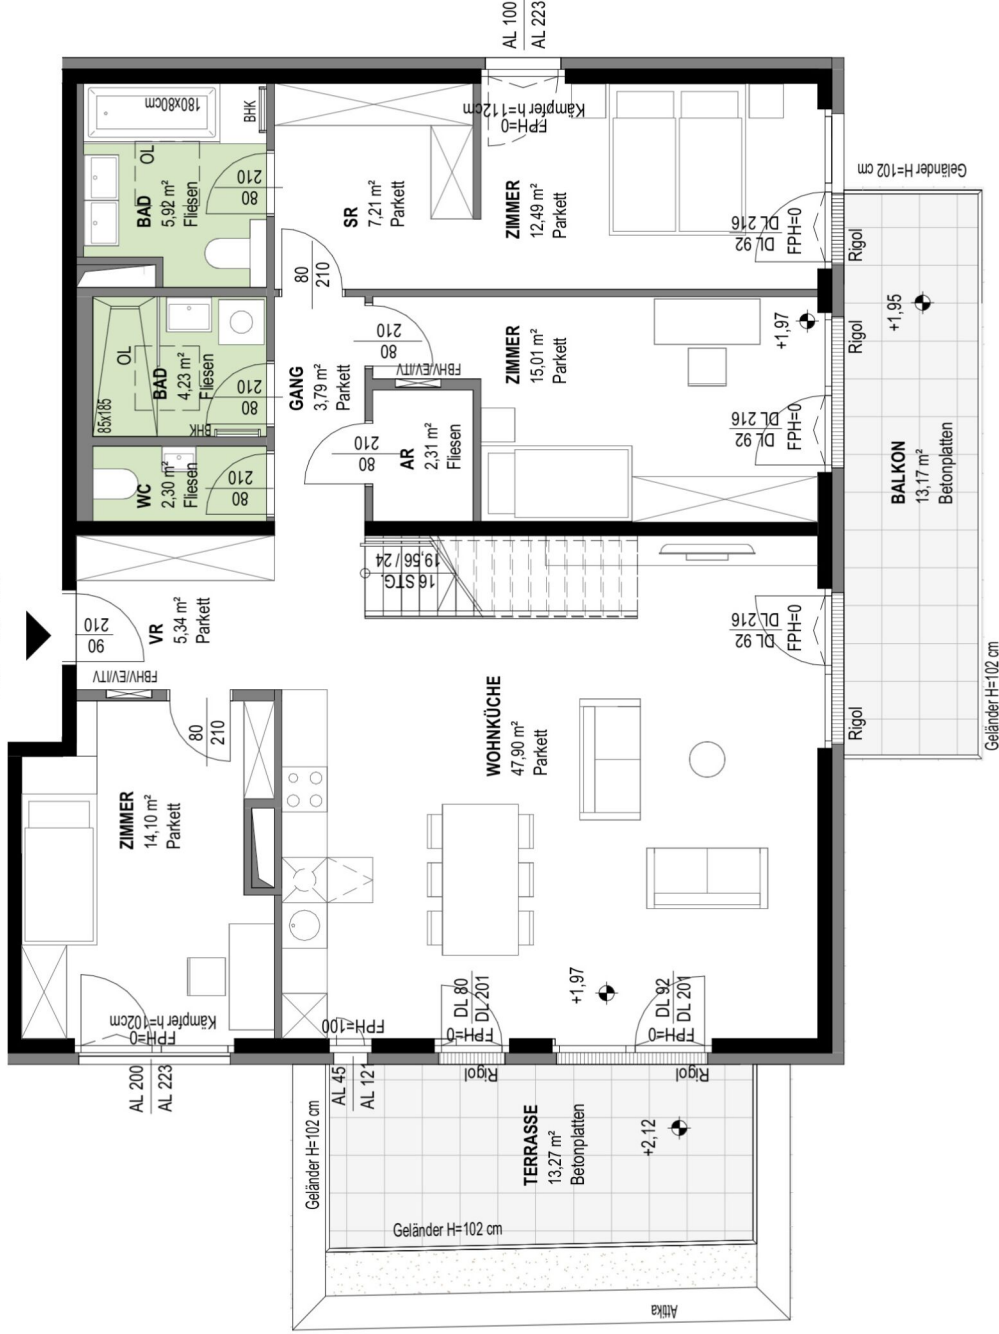 AL 100
AL 223
180x80cm
BHK
OL
BAD
5,92 m²
Fliesen
80
210
SR
7,21 m²
Parkett
Kämpfer h=112cm
FPH=0
ZIMMER
12,49 m²
Parkett
DL 92
DL 216
FPH=0
Rigol
Geländer H=102 cm
80
210
85x185
OL
BAD
4,23 m²
Fliesen
80
210
BHK
GANG
3,79 m²
Parkett
80
210
FBHV/EV/ITV
ZIMMER
15,01 m²
Parkett
+1,97
Rigol
+1,95
DL 92
DL 216
FPH=0
BALKON
13,17 m²
Betonplatten
WC
2,30 m²
Fliesen
80
210
80
210
AR
2,31 m²
Fliesen
16 STG.
19,56 / 24
90
210
VR
5,34 m²
Parkett
FBHV/EV/ITV
DL 92
DL 216
FPH=0
Rigol
Geländer H=102 cm
80
210
WOHNKÜCHE
47,90 m²
Parkett
ZIMMER
14,10 m²
Parkett
Kämpfer h=102cm
FPH=0
FPH=100
DL 80
DL 201
FPH=0
+1,97
DL 92
DL 201
FPH=0
AL 200
AL 223
AL 45
AL 121
Rigol
Rigol
Geländer H=102 cm
TERRASSE
13,27 m²
Betonplatten
+2,12
Geländer H=102 cm
Attika